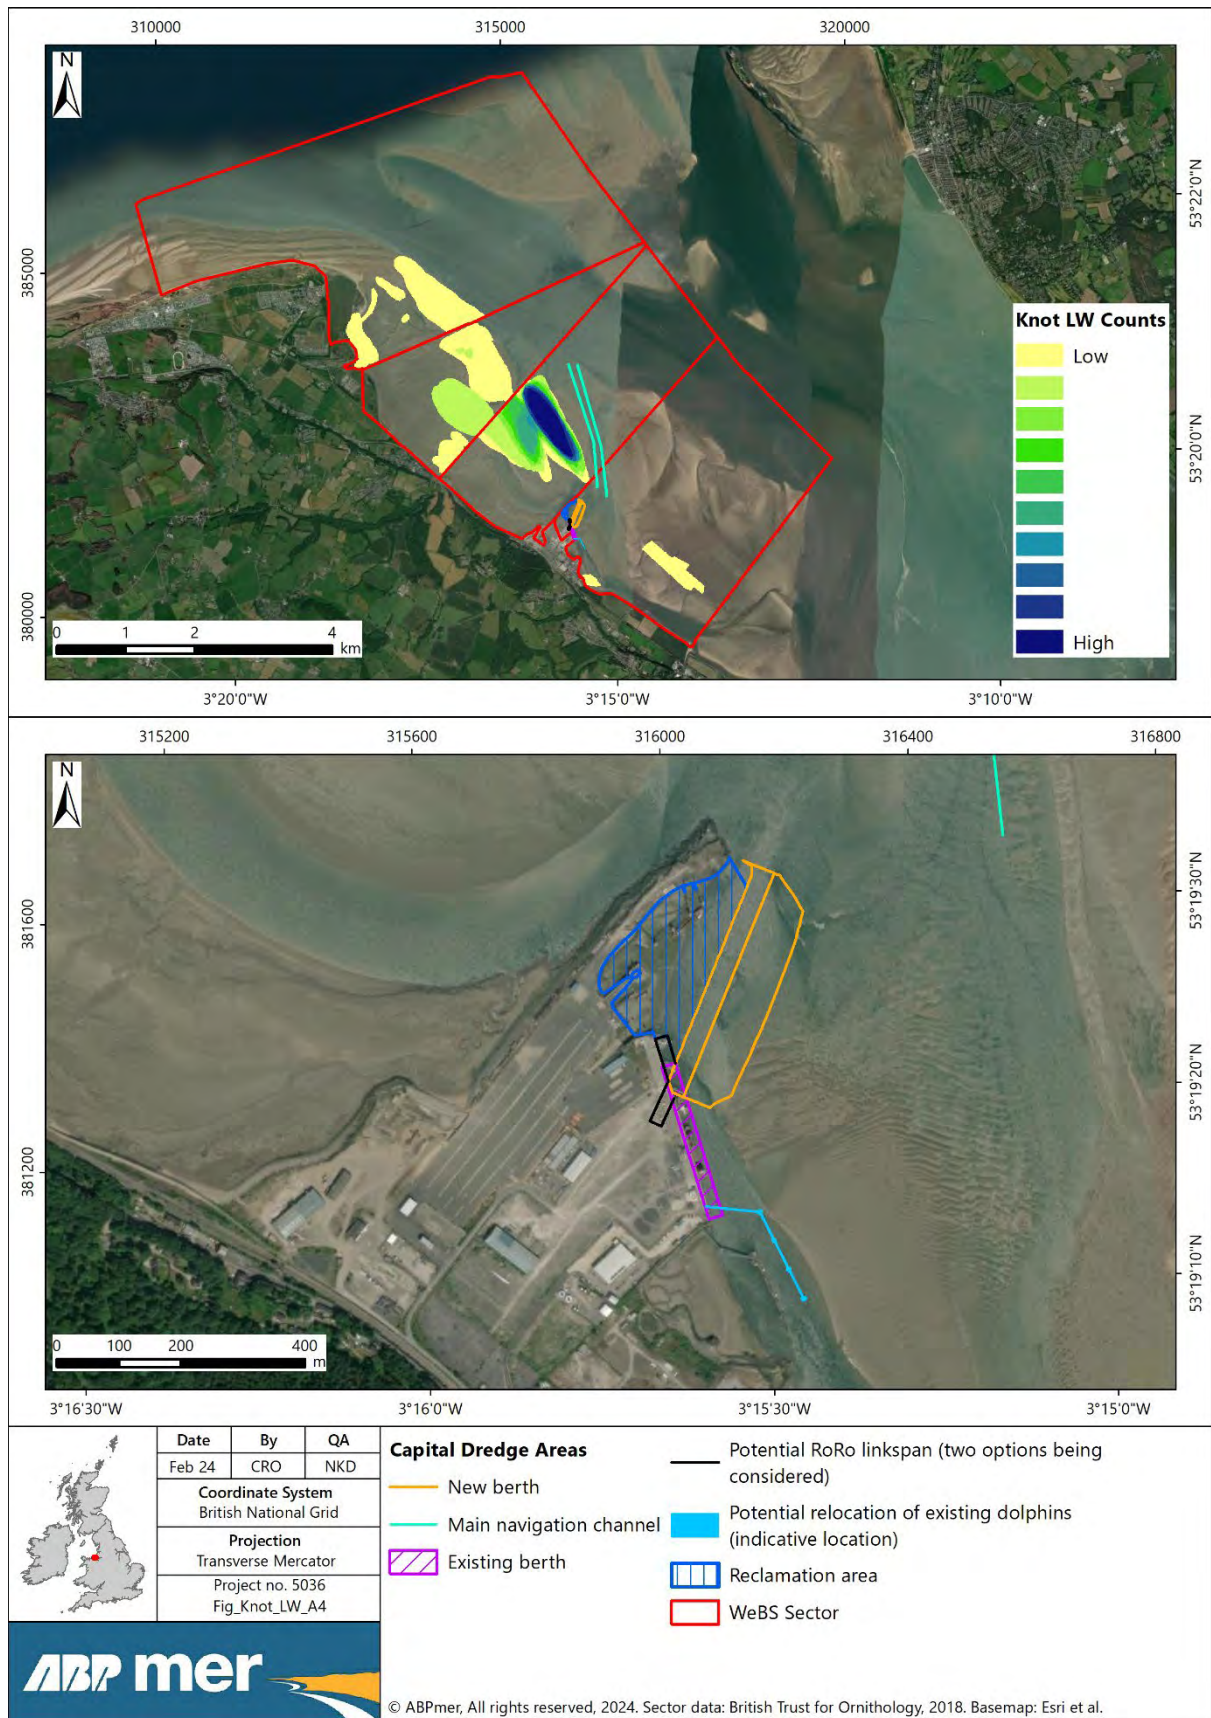 310000 315000 320000
N
385000
380000
53°22'0"N
53°20'0"N
Knot LW Counts
Low
High
0 1 2 4
km
3°20'0"W 3°15'0"W 3°10'0"W
315200 315600 316000 316400 316800
N
381600
381200
53°19'30"N
53°19'20"N
53°19'10"N
0 100 200 400
m
3°16'30"W 3°16'0"W 3°15'30"W 3°15'0"W
Date By QA
Feb 24 CRO NKD
Coordinate System
British National Grid
Projection
Transverse Mercator
Project no. 5036
Fig_Knot_LW_A4
ABP mer
Capital Dredge Areas
New berth
Main navigation channel
Existing berth
Potential RoRo linkspan (two options being
considered)
Potential relocation of existing dolphins
(indicative location)
Reclamation area
WeBS Sector
© ABPmer, All rights reserved, 2024. Sector data: British Trust for Ornithology, 2018. Basemap: Esri et al.